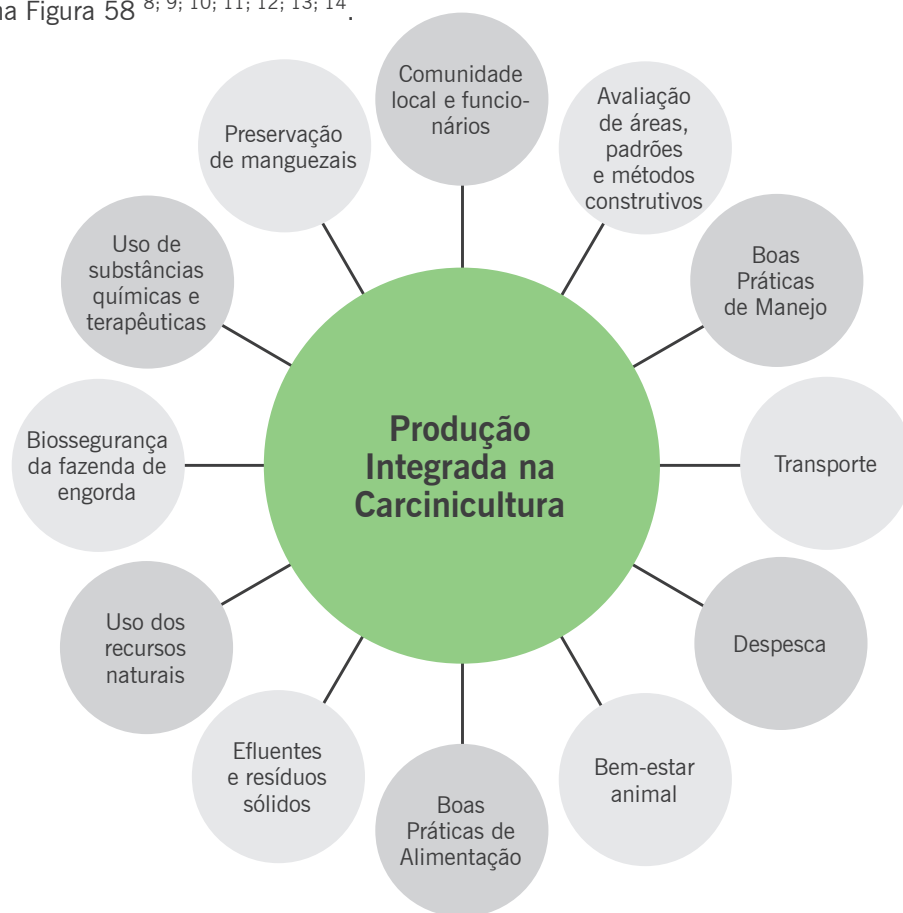 na Figura 58 8; 9; 10; 11; 12; 13; 14.
Comunidade
local e funcio-
nários
Avaliação
de áreas,
padrões
e métodos
construtivos
Boas
Práticas
de Manejo
Transporte
Despesca
Bem-estar
animal
Boas
Práticas de
Alimentação
Efluentes
e resíduos
sólidos
Uso dos
recursos
naturais
Biossegurança
da fazenda de
engorda
Uso de
substâncias
químicas e
terapêuticas
Preservação
de manguezais
Produção
Integrada na
Carcinicultura